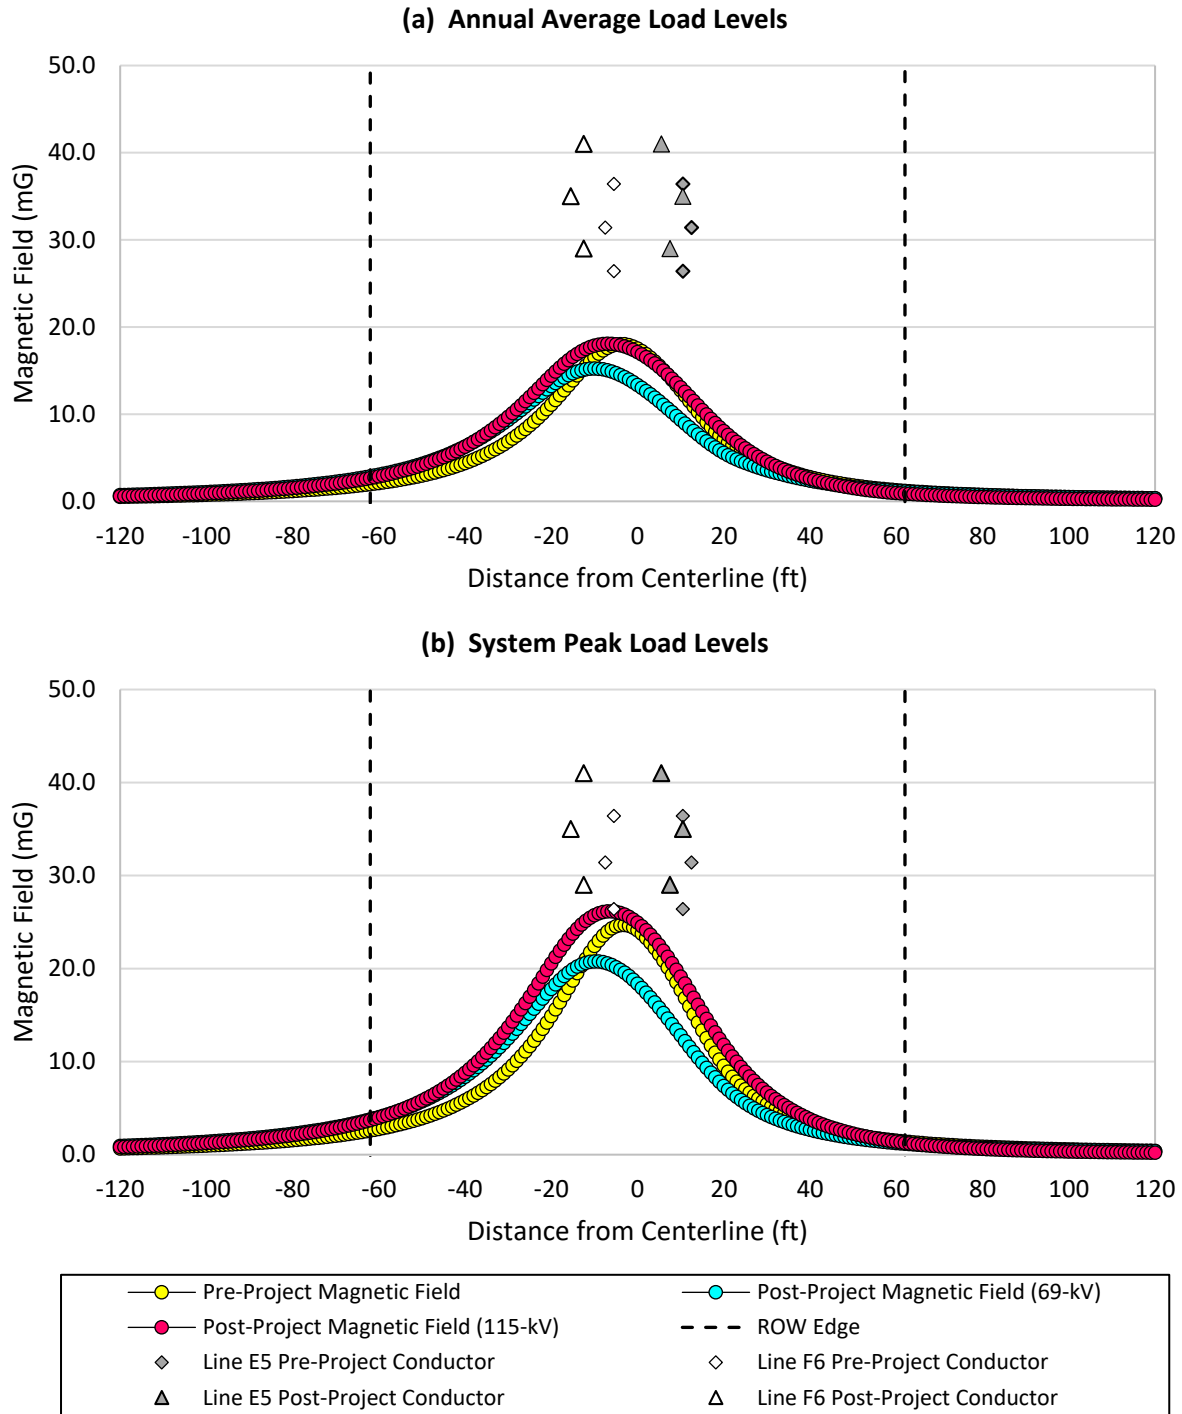 (a) Annual Average Load Levels
50.0
40.0
30.0
20.0
10.0
0.0
Magnetic Field (mG)
-120 -100 -80 -60 -40 -20 0 20 40 60 80 100 120
Distance from Centerline (ft)
(b) System Peak Load Levels
50.0
40.0
30.0
20.0
10.0
0.0
Magnetic Field (mG)
-120 -100 -80 -60 -40 -20 0 20 40 60 80 100 120
Distance from Centerline (ft)
Pre-Project Magnetic Field
Post-Project Magnetic Field (69-kV)
Post-Project Magnetic Field (115-kV)
ROW Edge
Line E5 Pre-Project Conductor
Line F6 Pre-Project Conductor
Line E5 Post-Project Conductor
Line F6 Post-Project Conductor